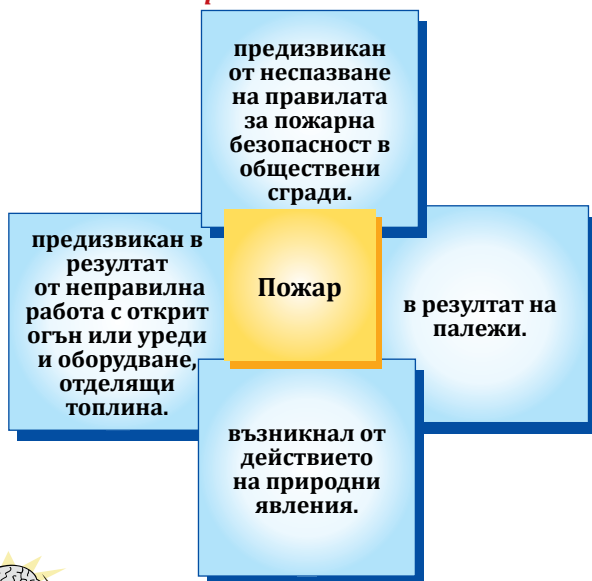 предизвикан
от неспазване
на правилата
за пожарна
безопасност в
обществени
сгради.
предизвикан в
резултат
от неправилна
работа с открит
огън или уреди
и оборудване,
отделящи
топлина.
Пожар
в резултат на
палежи.
възникнал от
действието
на природни
явления.